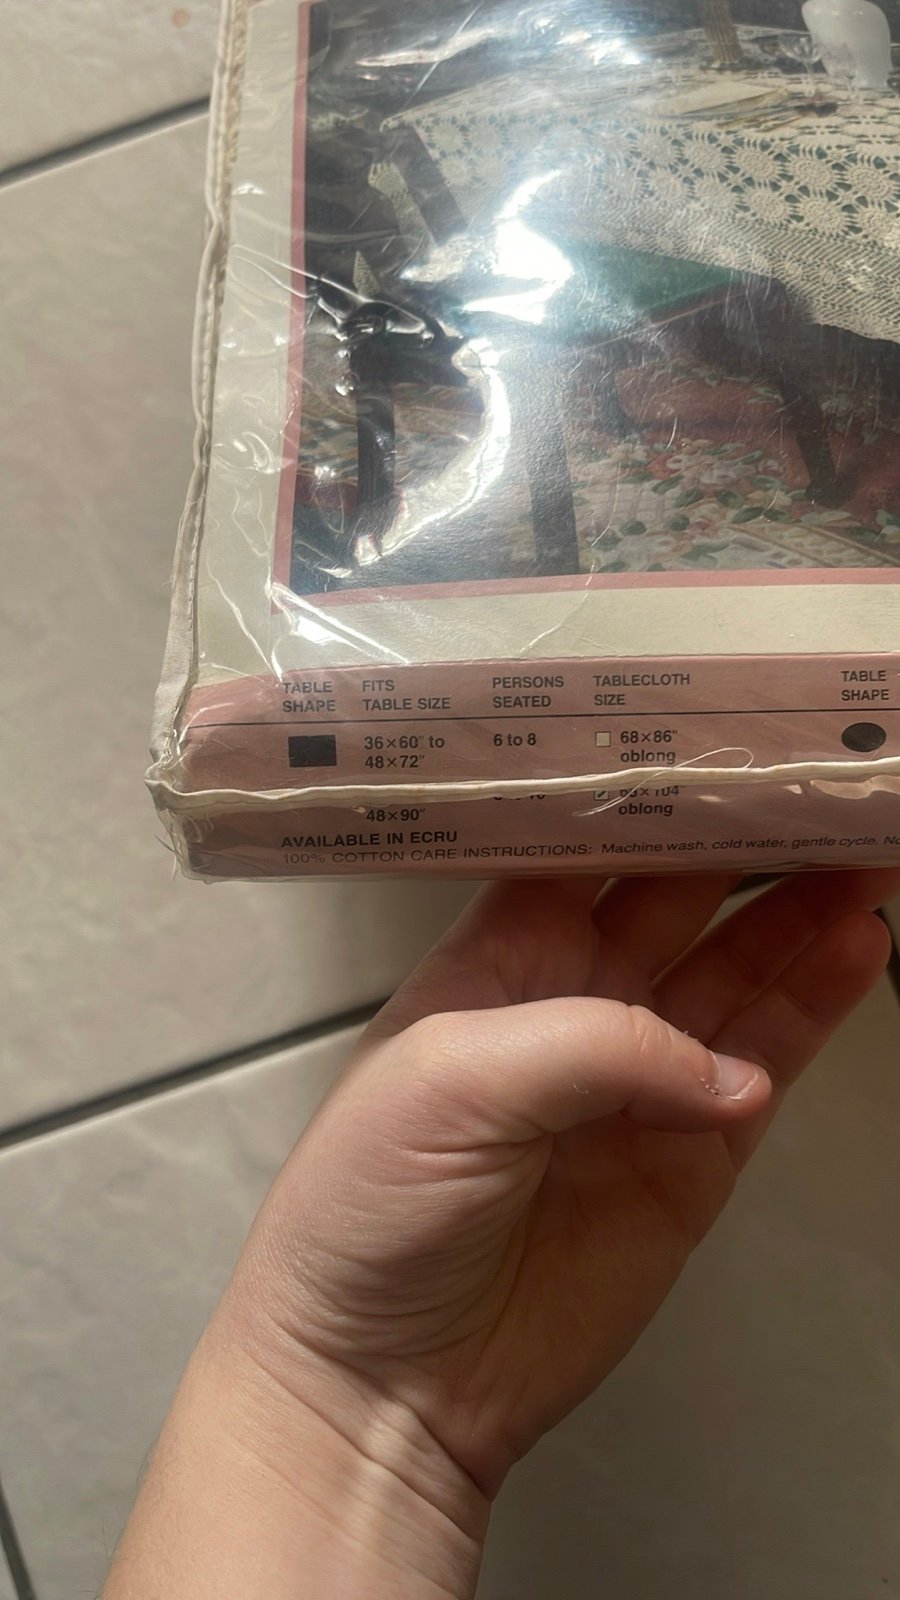 TABLE SHAPE
FITS TABLE SIZE
PERSONS SEATED
TABLECLOTH SIZE
TABLE SHAPE
36×60" to 48×72"
6 to 8
68×86" oblong
48×90"
oblong
AVAILABLE IN ECRU
100% COTTON CARE INSTRUCTIONS: Machine wash, cold water, gentle cycle.